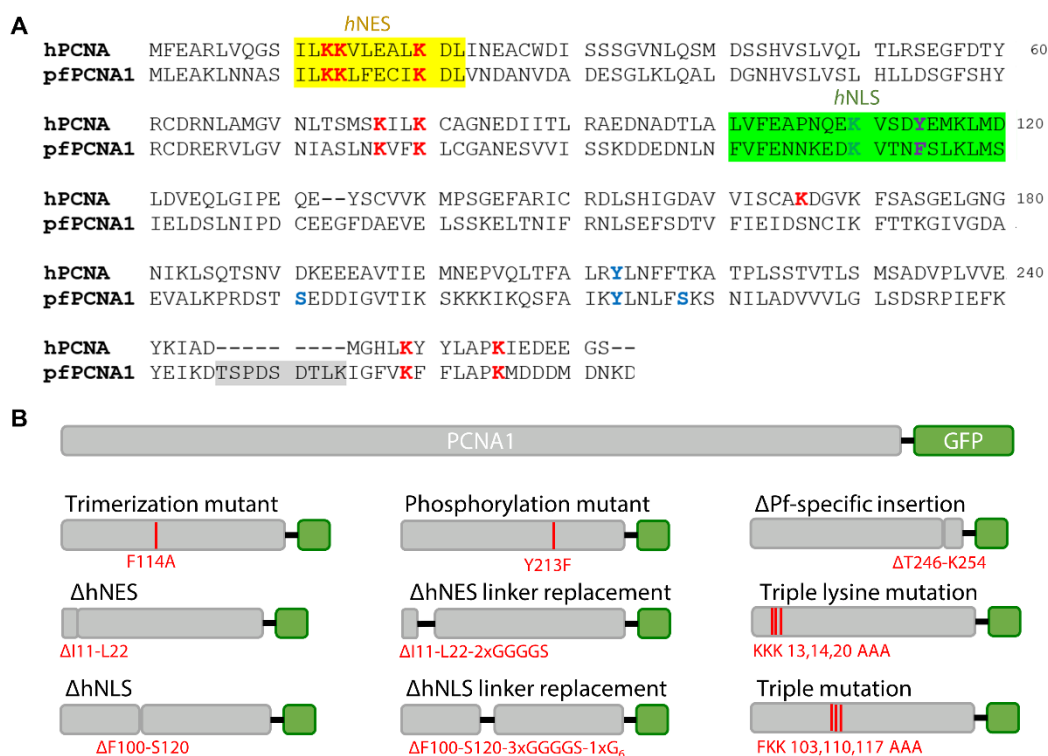 A
hNES
hPCNA MFEARLVQGS ILKKVLEALK DLINEACWDI SSSGVNLQSM DSSHVSLVQL TLRSEGFDTY 60
pfPCNA1 MLEAKLNNAS ILKKLFECIK DLVNDANVDA DESGLKLQAL DGNHVSLVSL HLLDSGFSHY
hNLS
hPCNA RCDRNLAMGV NLTSMSKILK CAGNEDIITL RAEDNADTLA LVFEAPNQEK VSDYEMKLMD 120
pfPCNA1 RCDRERVLGV NIASLNKVFK LCGANESVVI SSKDDEDNLN FVFENNKEDK VTNFSLKLMS
hPCNA LDVEQLGIPE QE--YSCVVK MPSGEFARIC RDLSHIGDAV VISCAKDGVK FSASGELGNG 180
pfPCNA1 IELDSLNIPD CEEGFDAEVE LSSKELTNIF RNLSEFSDTV FIEIDSNCIK FTTKGIVGDA
hPCNA NIKLSQTSNV DKEEEAVTIE MNEPVQLTFA LRYLNFFTKA TPLSSTVTLS MSADVPLVVE 240
pfPCNA1 EVALKPRDST SEDDIGVTIK SKKKIKQSFA IKYLNLFSKS NILADVVVLG LSDSRPIEFK
hPCNA YKIAD----- ----MGHLKY YLAPKIEDEE GS--
pfPCNA1 YEIKDTSPDS DTLKIGFVKF FLAPKMDDDM DNKD
B
PCNA1 GFP
Trimerization mutant Phosphorylation mutant ΔPf-specific insertion
F114A Y213F ΔT246-K254
ΔhNES ΔhNES linker replacement Triple lysine mutation
ΔI11-L22 ΔI11-L22-2xGGGGS KKK 13,14,20 AAA
ΔhNLS ΔhNLS linker replacement Triple mutation
ΔF100-S120 ΔF100-S120-3xGGGGS-1xG₆ FKK 103,110,117 AAA